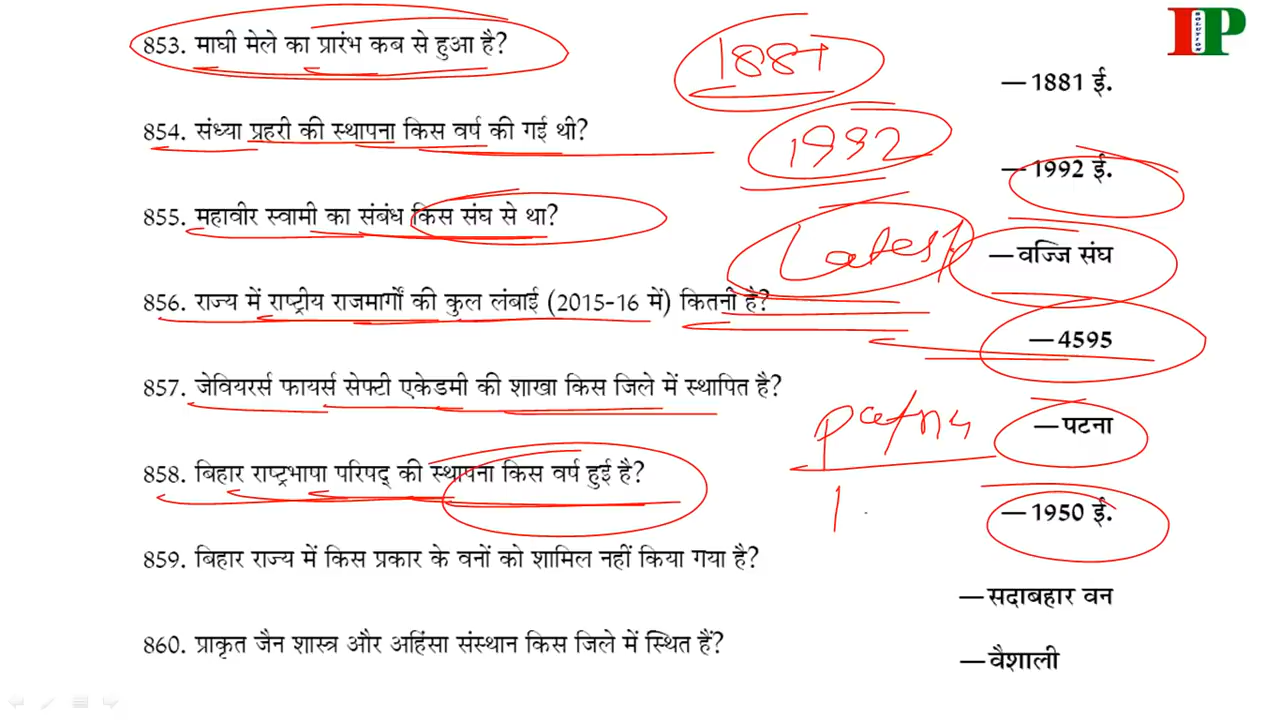 IP
SOLUTION
853. माघी मेले का प्रारंभ कब से हुआ है?
1881
—1881 ई.
854. संध्या प्रहरी की स्थापना किस वर्ष की गई थी?
1992
—1992 ई.
855. महावीर स्वामी का संबंध किस संघ से था?
Latest
—वज्जि संघ
856. राज्य में राष्ट्रीय राजमार्गों की कुल लंबाई (2015-16 में) कितनी है?
—4595
857. जेवियरर्स फायर्स सेफ्टी एकेडमी की शाखा किस जिले में स्थापित है?
Patna
—पटना
858. बिहार राष्ट्रभाषा परिषद् की स्थापना किस वर्ष हुई है?
1
—1950 ई.
859. बिहार राज्य में किस प्रकार के वनों को शामिल नहीं किया गया है?
—सदाबहार वन
860. प्राकृत जैन शास्त्र और अहिंसा संस्थान किस जिले में स्थित हैं?
—वैशाली